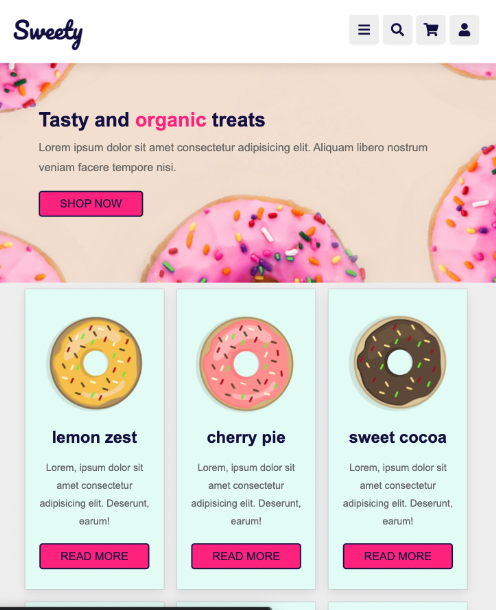 Sweety
Tasty and organic treats
Lorem ipsum dolor sit amet consectetur adipisicing elit. Aliquam libero nostrum
veniam facere tempore nisi.
SHOP NOW
lemon zest
Lorem, ipsum dolor sit
amet consectetur
adipisicing elit. Deserunt,
earum!
READ MORE
cherry pie
Lorem, ipsum dolor sit
amet consectetur
adipisicing elit. Deserunt,
earum!
READ MORE
sweet cocoa
Lorem, ipsum dolor sit
amet consectetur
adipisicing elit. Deserunt,
earum!
READ MORE